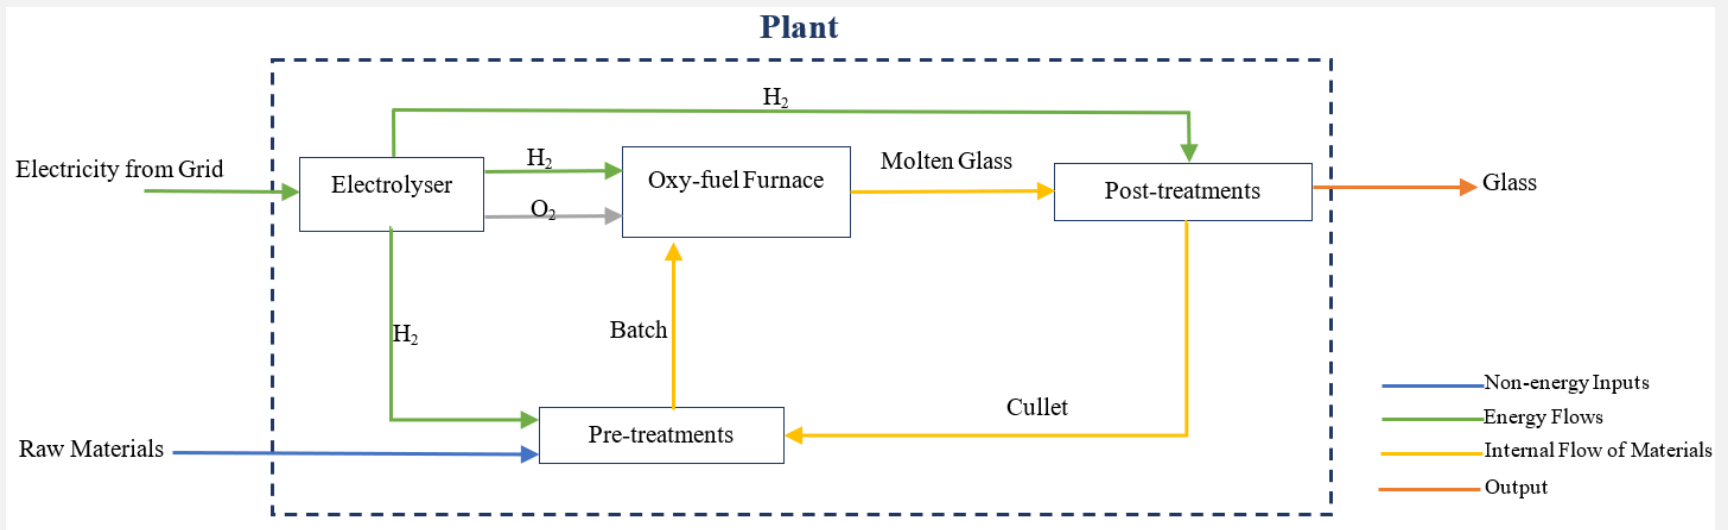 Plant
H₂
Electricity from Grid
Electrolyser
H₂
O₂
Oxy-fuel Furnace
Molten Glass
Post-treatments
Glass
H₂
Batch
Cullet
Raw Materials
Pre-treatments
Non-energy Inputs
Energy Flows
Internal Flow of Materials
Output